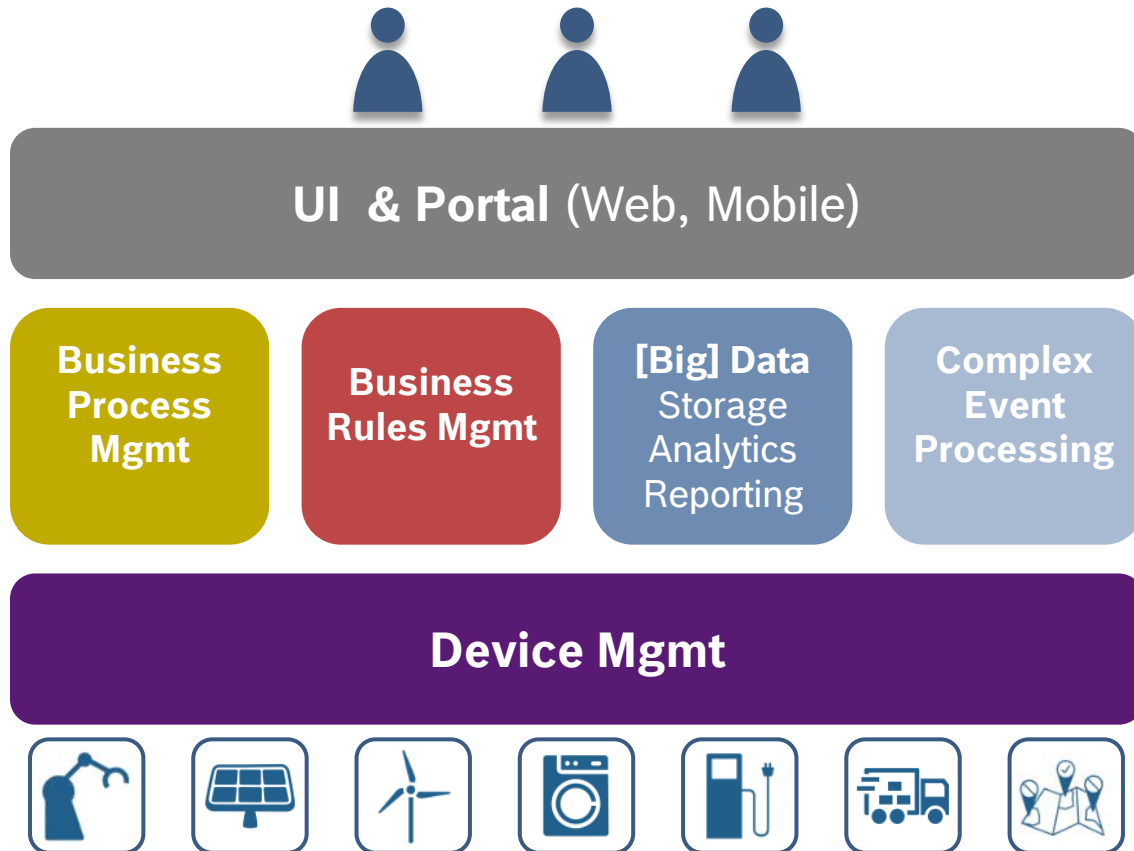 UI & Portal (Web, Mobile)
Business
Process
Mgmt
Business
Rules Mgmt
[Big] Data
Storage
Analytics
Reporting
Complex
Event
Processing
Device Mgmt